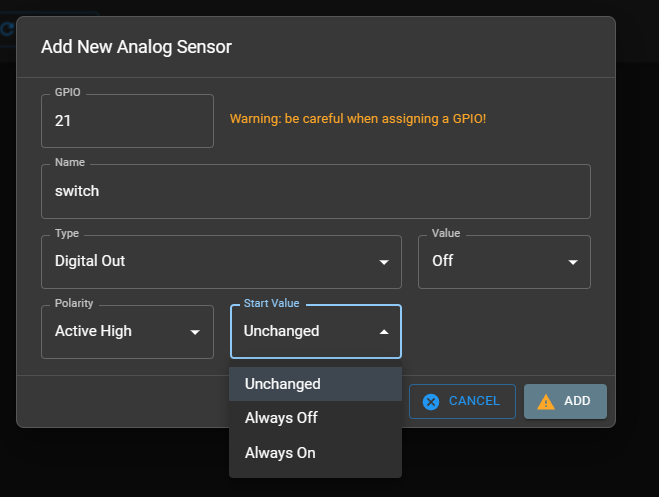 Add New Analog Sensor
GPIO
21
Warning: be careful when assigning a GPIO!
Name
switch
Type
Digital Out
Value
Off
Polarity
Active High
Start Value
Unchanged
Unchanged
Always Off
Always On
CANCEL
ADD